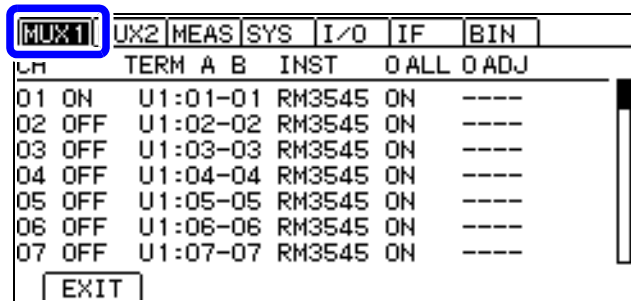 MUX1 UX2 MEAS SYS I/O IF BIN
CH TERM A B INST 0 ALL 0 ADJ
01 ON U1:01-01 RM3545 ON ----
02 OFF U1:02-02 RM3545 ON ----
03 OFF U1:03-03 RM3545 ON ----
04 OFF U1:04-04 RM3545 ON ----
05 OFF U1:05-05 RM3545 ON ----
06 OFF U1:06-06 RM3545 ON ----
07 OFF U1:07-07 RM3545 ON ----
EXIT